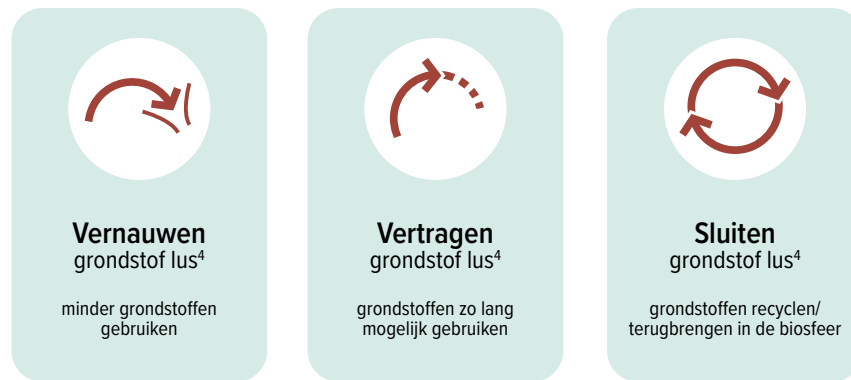 Vernauwen
grondstof lus⁴
minder grondstoffen
gebruiken
Vertragen
grondstof lus⁴
grondstoffen zo lang
mogelijk gebruiken
Sluiten
grondstof lus⁴
grondstoffen recyclen/
terugbrengen in de biosfeer